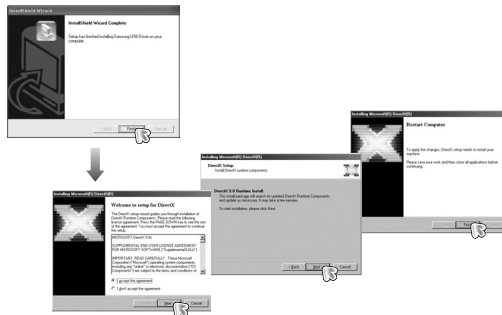 InstallShield Wizard
InstallShield Wizard Complete
Setup has finished installing Samsung USB Driver on your
computer.
< Back
Finish
Cancel
Installing Microsoft(R) DirectX(R)
Welcome to setup for DirectX
The DirectX setup wizard guides you through installation of
DirectX Runtime Components. Please read the following
license agreement. Press the PAGE DOWN key to see the rest
of the agreement. You must accept the agreement to continue
the setup.
MICROSOFT DirectX
SUPPLEMENTAL END USER LICENSE AGREEMENT
FOR MICROSOFT SOFTWARE ("Supplemental EULA")
IMPORTANT: READ CAREFULLY - These Microsoft
Corporation ("Microsoft") operating system components,
including any "online" or electronic documentation ("OS
Components") are subject to the terms and conditions of
I accept the agreement
I don't accept the agreement
Next
Cancel
Installing Microsoft(R) DirectX(R)
DirectX Setup
Install DirectX runtime components
DirectX 9.0 Runtime Install:
This install package will search for updated DirectX Runtime Components
and update as necessary. It may take a few minutes.
To start installation, please click Next.
< Back
Next
Cancel
Installing Microsoft(R) DirectX(R)
Restart Computer
To apply the changes, DirectX setup needs to restart your
machine.
Please save your work and then close all applications before
continuing.